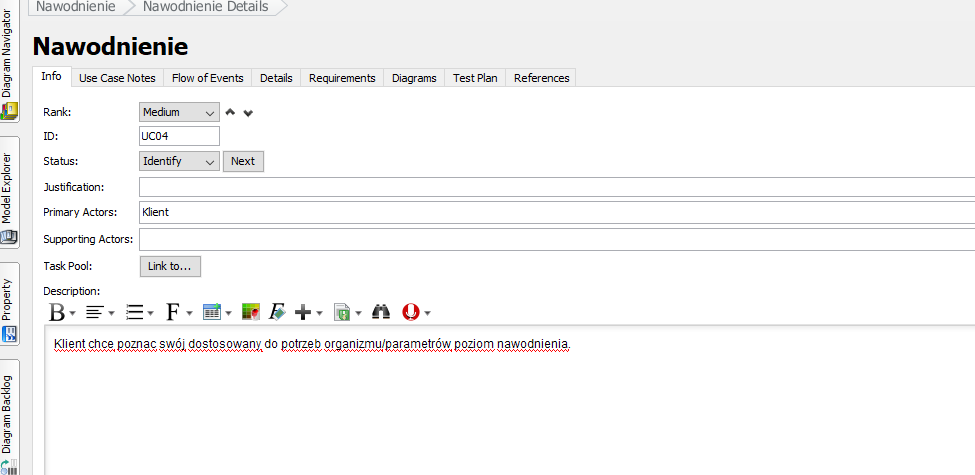 Nawodnienie Nawodnienie Details
Nawodnienie
Info Use Case Notes Flow of Events Details Requirements Diagrams Test Plan References
Rank: Medium
ID: UC04
Status: Identify Next
Justification:
Primary Actors: Klient
Supporting Actors:
Task Pool: Link to...
Description:
B F F
Klient chce poznac swój dostosowany do potrzeb organizmu/parametrów poziom nawodnienia.
Diagram Navigator
Model Explorer
Property
Diagram Backlog